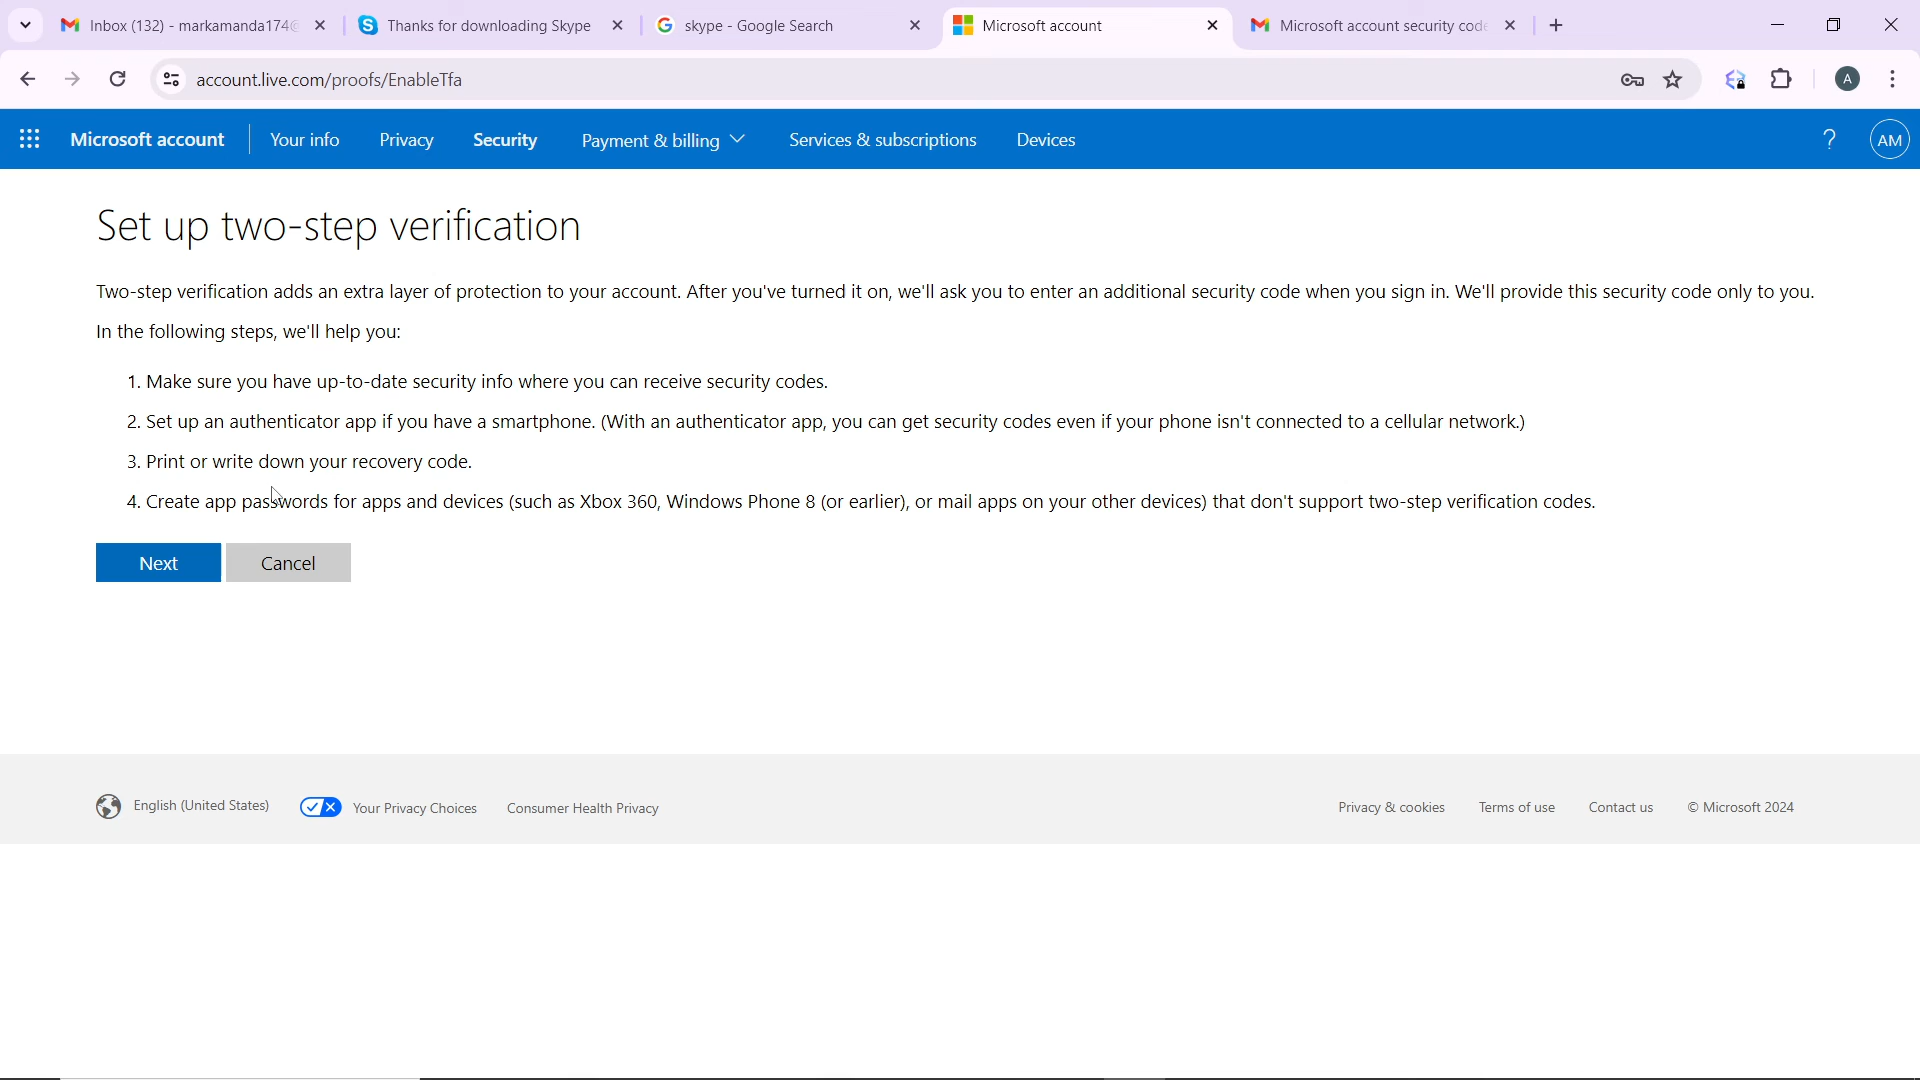 Inbox (132) - markamanda174@
Thanks for downloading Skype
skype - Google Search
Microsoft account
Microsoft account security code
account.live.com/proofs/EnableTfa
A
Microsoft account
Your info
Privacy
Security
Payment & billing
Services & subscriptions
Devices
?
AM
Set up two-step verification
Two-step verification adds an extra layer of protection to your account. After you've turned it on, we'll ask you to enter an additional security code when you sign in. We'll provide this security code only to you.
In the following steps, we'll help you:
1. Make sure you have up-to-date security info where you can receive security codes.
2. Set up an authenticator app if you have a smartphone. (With an authenticator app, you can get security codes even if your phone isn't connected to a cellular network.)
3. Print or write down your recovery code.
4. Create app passwords for apps and devices (such as Xbox 360, Windows Phone 8 (or earlier), or mail apps on your other devices) that don't support two-step verification codes.
Next
Cancel
English (United States)
Your Privacy Choices
Consumer Health Privacy
Privacy & cookies
Terms of use
Contact us
© Microsoft 2024